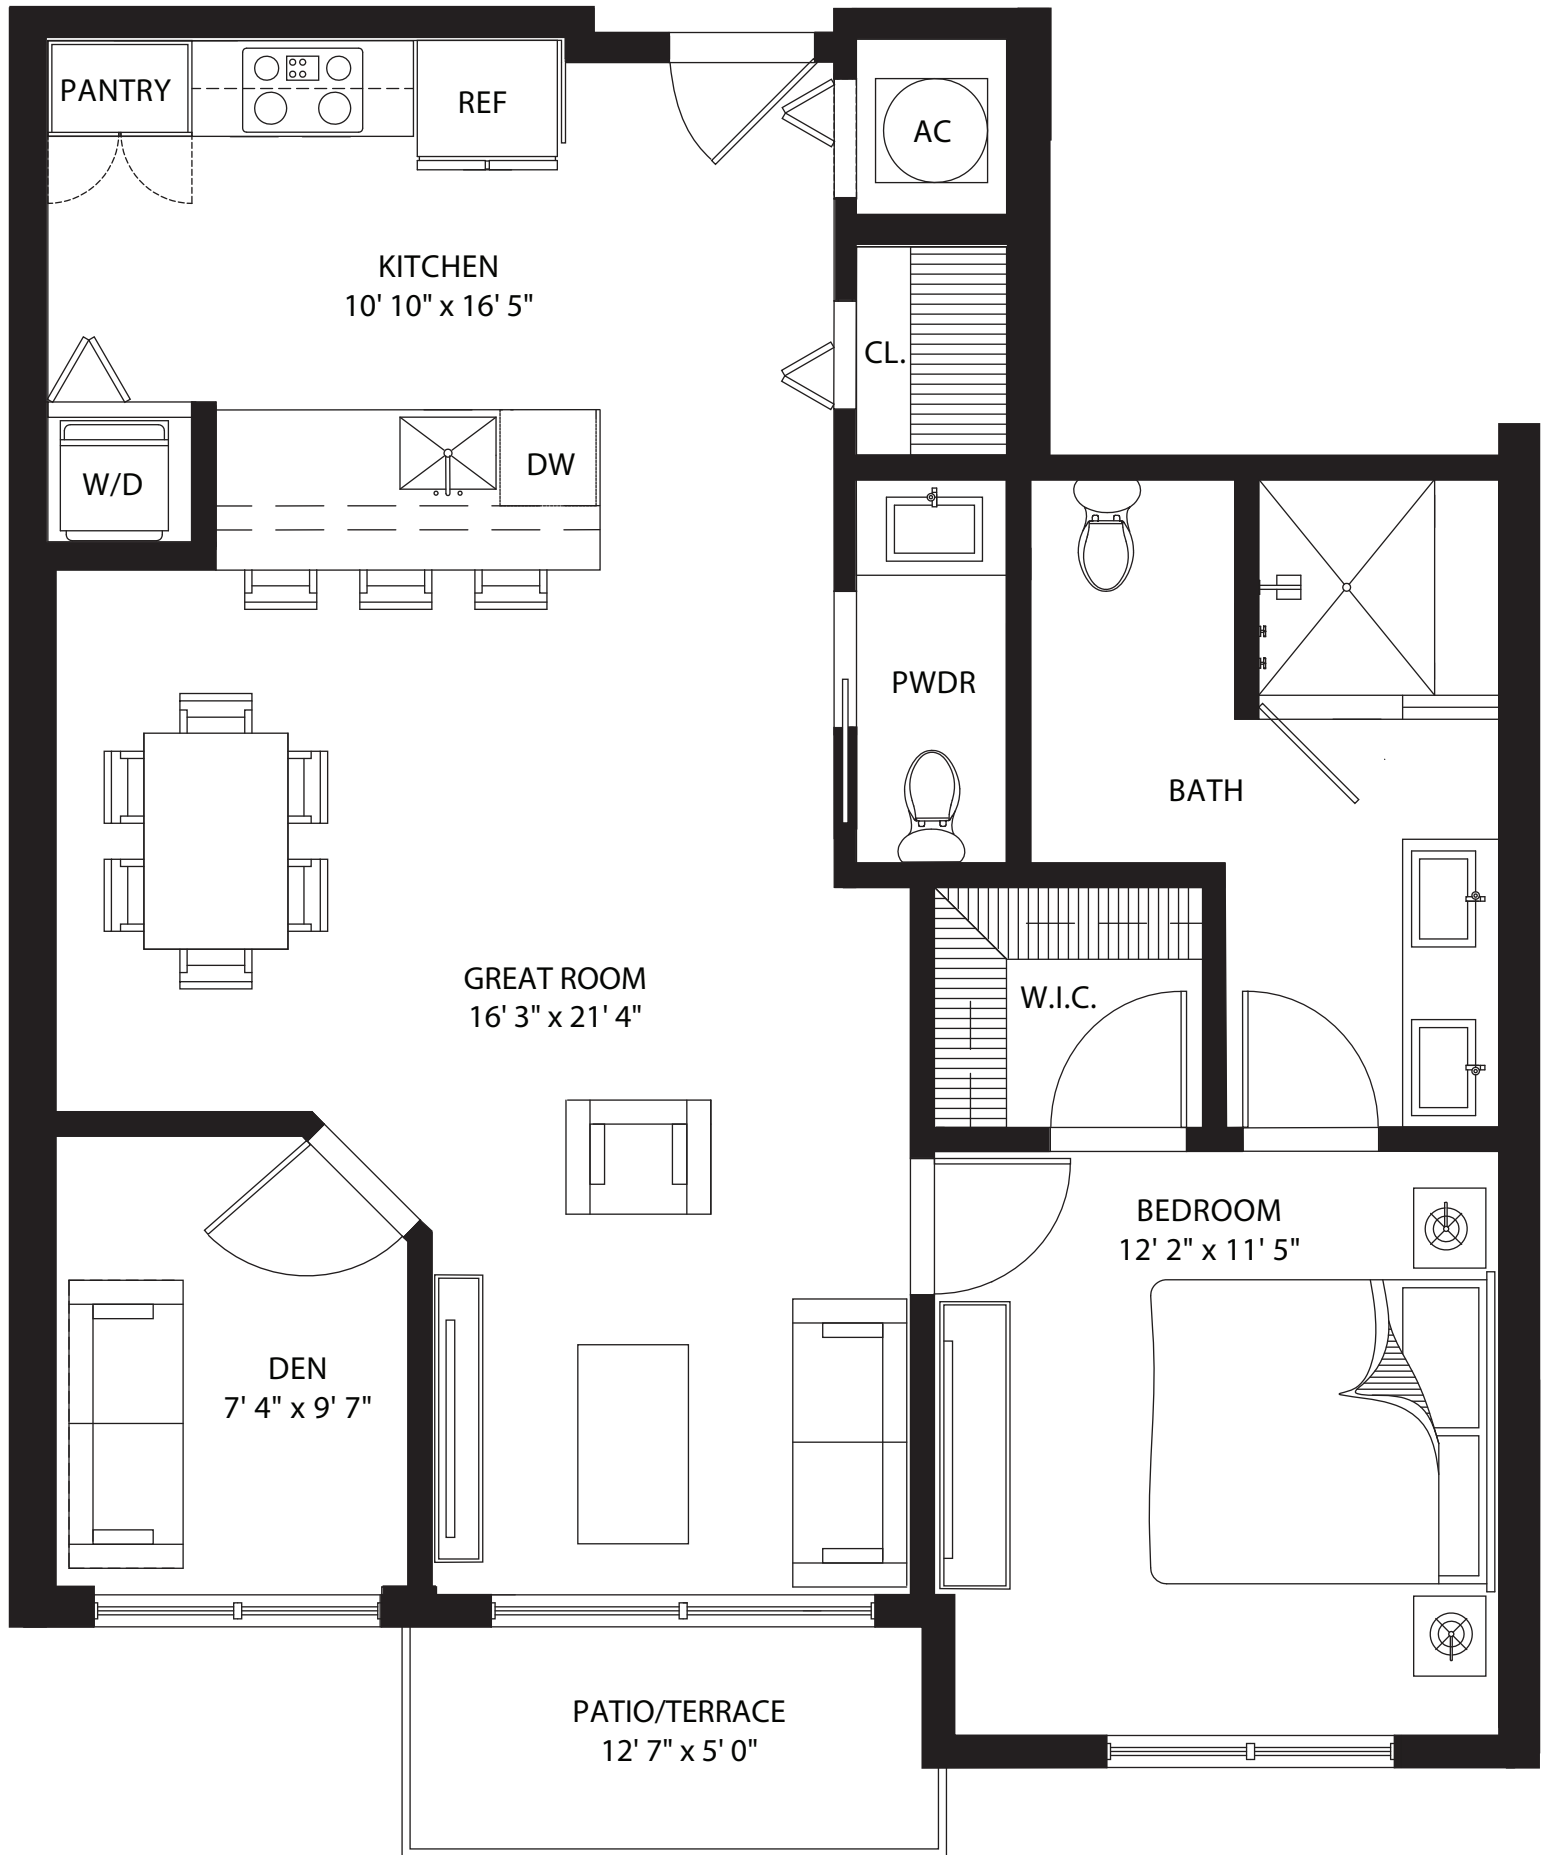 PANTRY
REF
AC
KITCHEN
10' 10" x 16' 5"
CL.
W/D
DW
PWDR
BATH
GREAT ROOM
16' 3" x 21' 4"
W.I.C.
BEDROOM
12' 2" x 11' 5"
DEN
7' 4" x 9' 7"
PATIO/TERRACE
12' 7" x 5' 0"